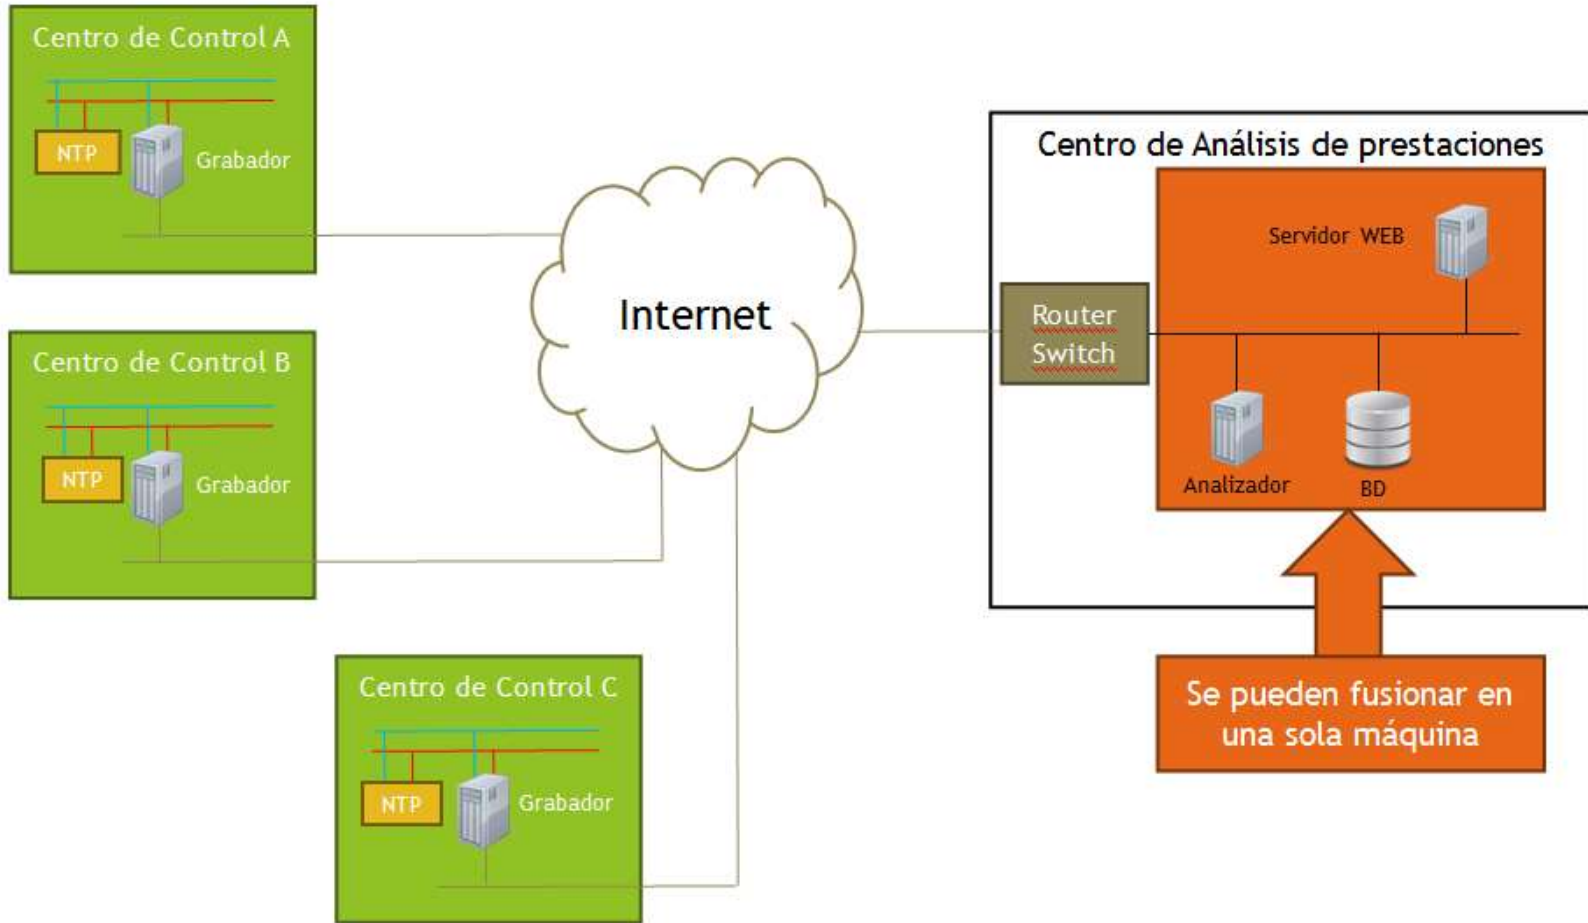 Centro de Control A
NTP
Grabador
Centro de Control B
NTP
Grabador
Centro de Control C
NTP
Grabador
Internet
Centro de Análisis de prestaciones
Servidor WEB
Router
Switch
Analizador
BD
Se pueden fusionar en
una sola máquina